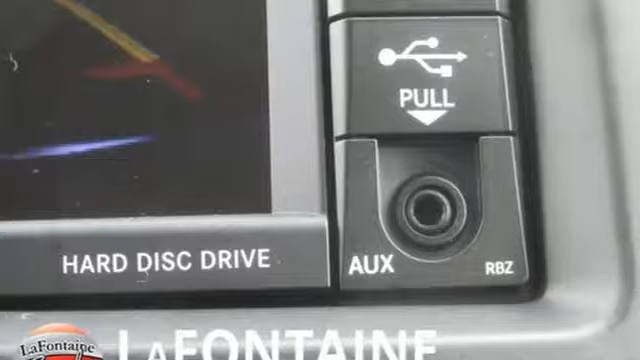 PULL
HARD DISC DRIVE
AUX
RBZ
LaFontaine
LAFONTAINE